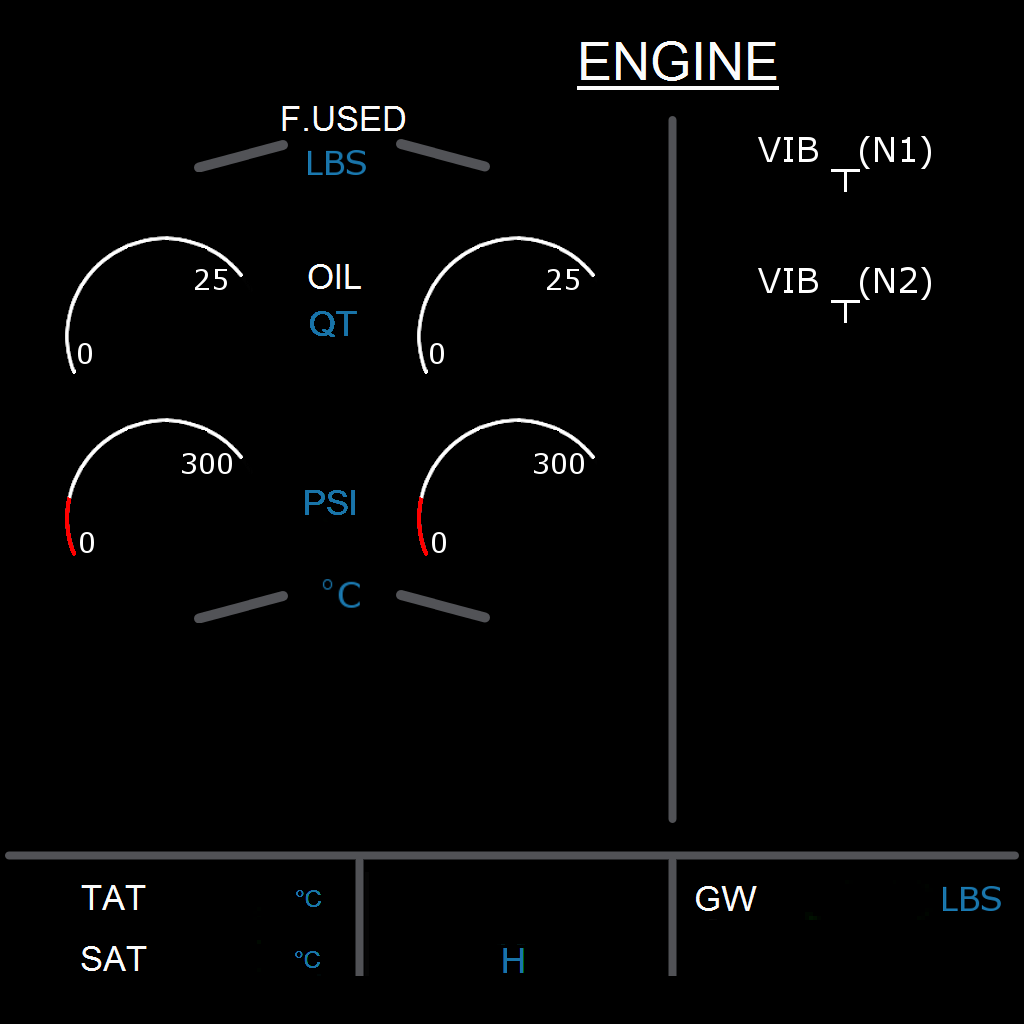 ENGINE
F.USED
LBS
VIB (N1)
25 OIL 25
QT
0 0
VIB (N2)
300 300
PSI
0 0
°C
TAT °C
SAT °C
H
GW LBS